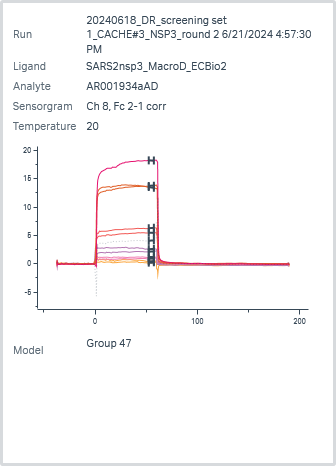 20240618_DR_screening set
Run 1_CACHE#3_NSP3_round 2 6/21/2024 4:57:30
PM
Ligand SARS2nsp3_MacroD_ECBio2
Analyte AR001934aAD
Sensorgram Ch 8, Fc 2-1 corr
Temperature 20
20
15
10
5
0
-5
0 100 200
Model Group 47